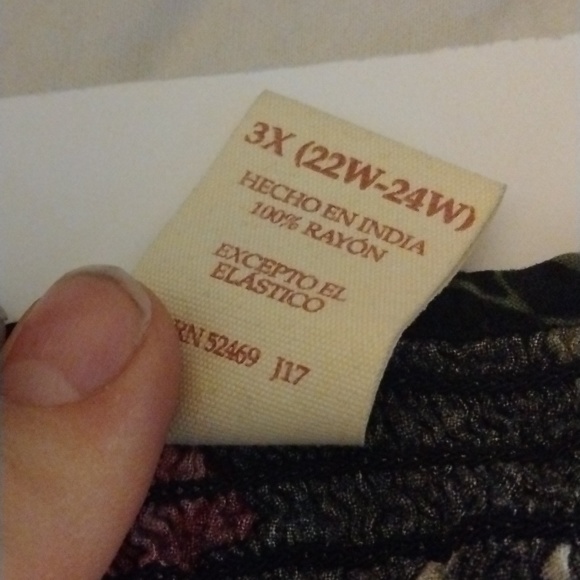 3X (22W-24W)
HECHO EN INDIA
100% RAYÓN
EXCEPTO EL
ELÁSTICO
RN 52469 J17